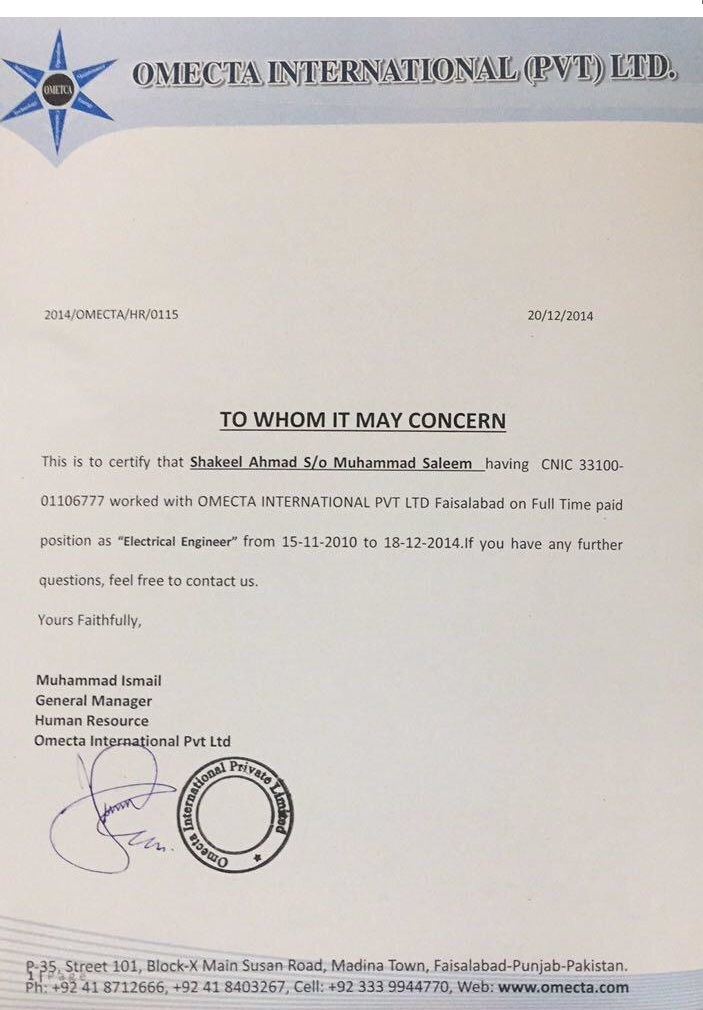 OMETCA
OMECTA INTERNATIONAL (PVT) LTD.
2014/OMECTA/HR/0115
20/12/2014
TO WHOM IT MAY CONCERN
This is to certify that Shakeel Ahmad S/o Muhammad Saleem having CNIC 33100-
01106777 worked with OMECTA INTERNATIONAL PVT LTD Faisalabad on Full Time paid
position as “Electrical Engineer” from 15-11-2010 to 18-12-2014.If you have any further
questions, feel free to contact us.
Yours Faithfully,
Muhammad Ismail
General Manager
Human Resource
Omecta International Pvt Ltd
Omecta International Private Limited
P-35, Street 101, Block-X Main Susan Road, Madina Town, Faisalabad-Punjab-Pakistan.
1 | Page
Ph: +92 41 8712666, +92 41 8403267, Cell: +92 333 9944770, Web: www.omecta.com